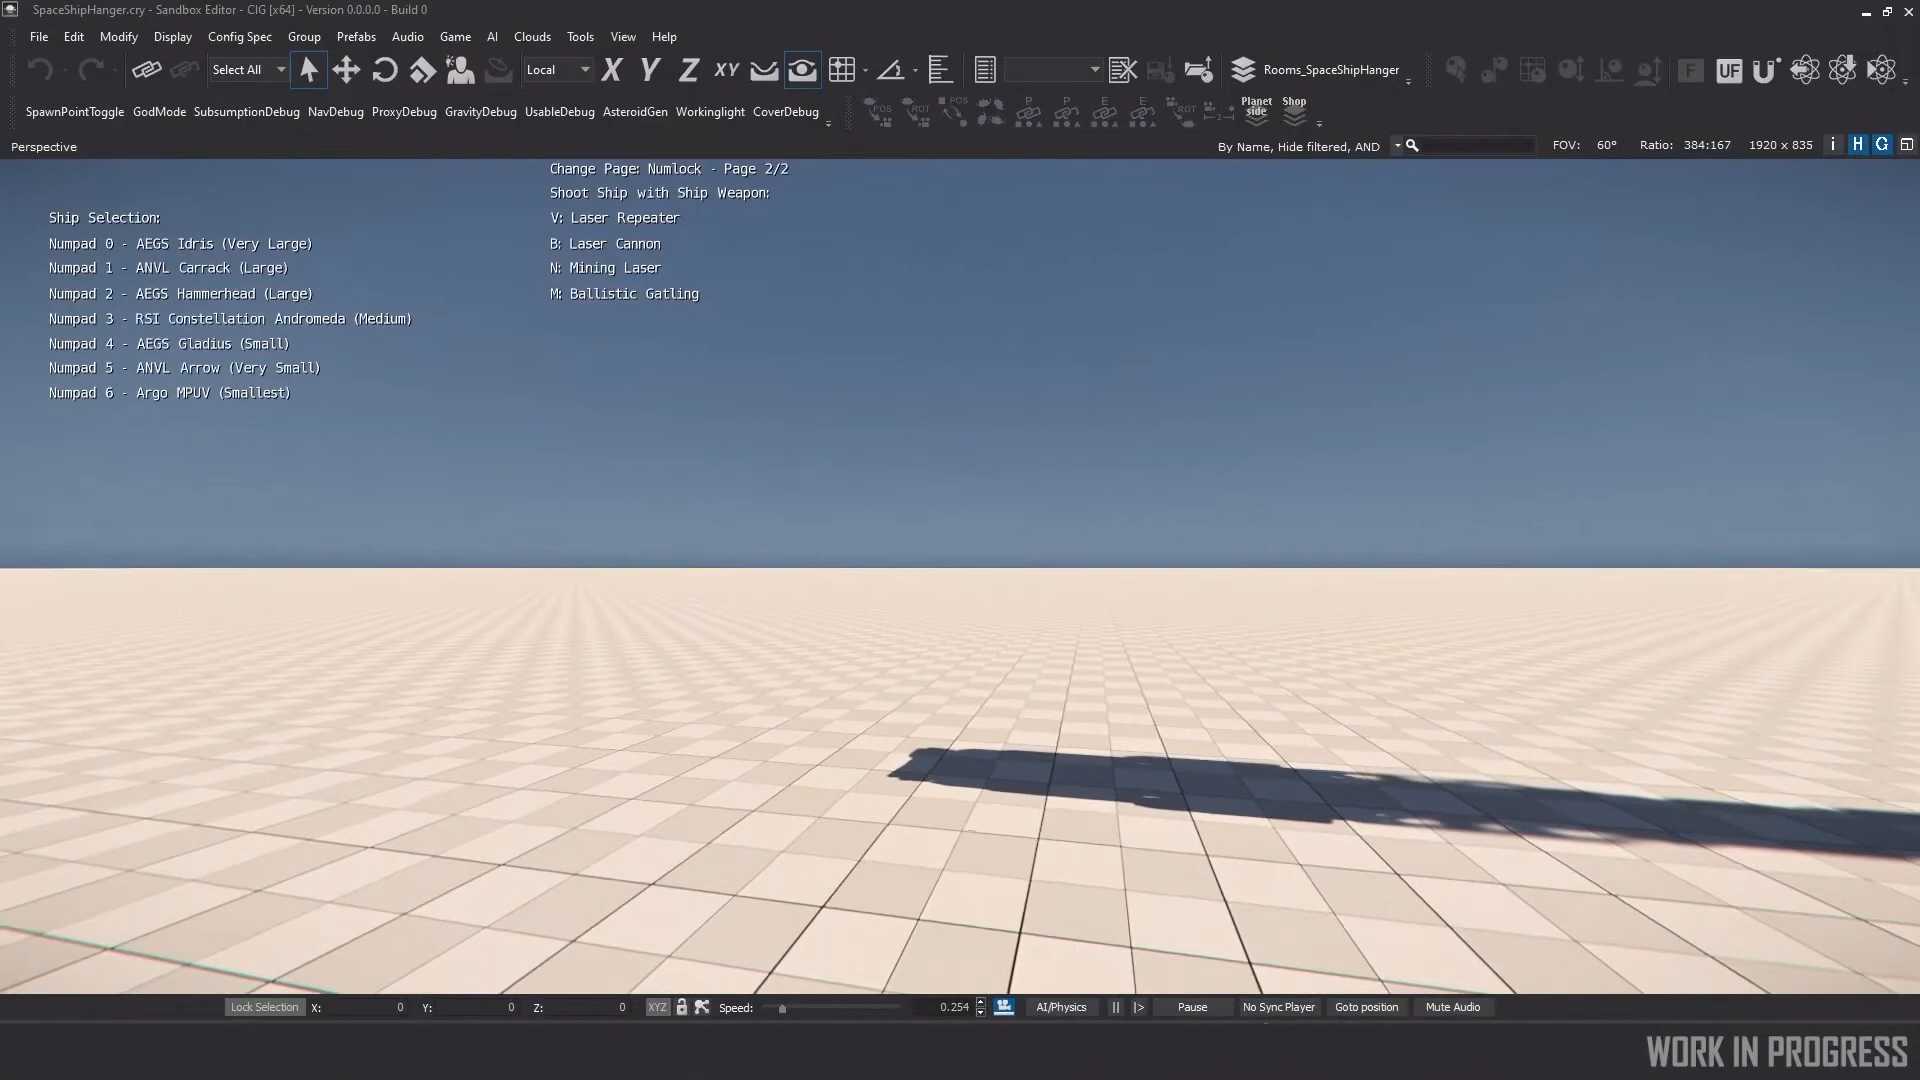 SpaceShipHanger.cry - Sandbox Editor - CIG [x64] - Version 0.0.0.0 - Build 0
File Edit Modify Display Config Spec Group Prefabs Audio Game AI Clouds Tools View Help
Select All Local X Y Z XY Rooms_SpaceShipHanger F UF
SpawnPointToggle GodMode SubsumptionDebug NavDebug ProxyDebug GravityDebug UsableDebug AsteroidGen Workinglight CoverDebug POS ROT POS P P E E ROT Planet side Shop
Perspective By Name, Hide filtered, AND FOV: 60° Ratio: 384:167 1920 x 835 i H G
Change Page: Numlock - Page 2/2
Shoot Ship with Ship Weapon:
V: Laser Repeater
B: Laser Cannon
N: Mining Laser
M: Ballistic Gatling
Ship Selection:
Numpad 0 - AEGS Idris (Very Large)
Numpad 1 - ANVL Carrack (Large)
Numpad 2 - AEGS Hammerhead (Large)
Numpad 3 - RSI Constellation Andromeda (Medium)
Numpad 4 - AEGS Gladius (Small)
Numpad 5 - ANVL Arrow (Very Small)
Numpad 6 - Argo MPUV (Smallest)
Lock Selection X: 0 Y: 0 Z: 0 XYZ Speed: 0.254 AI/Physics Pause No Sync Player Goto position Mute Audio
WORK IN PROGRESS